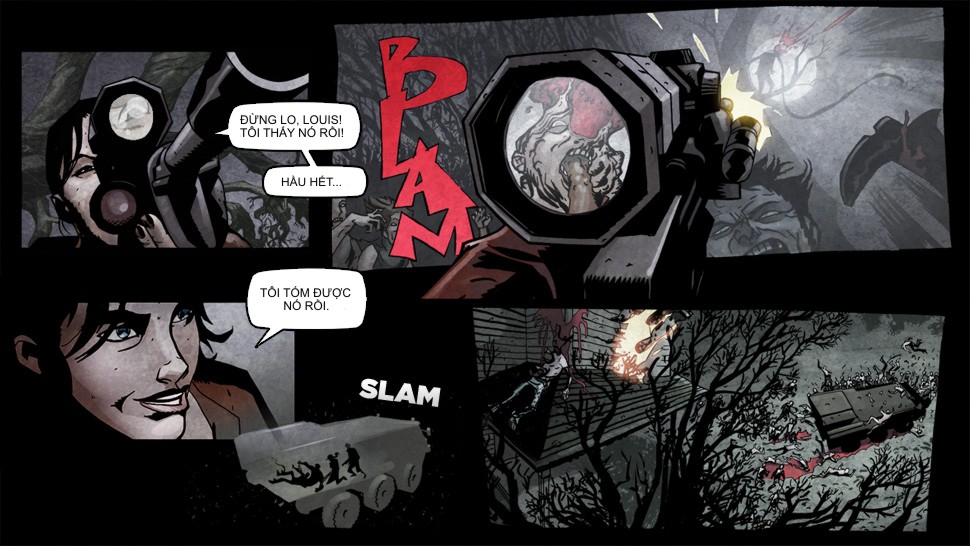 ĐỪNG LO, LOUIS!
TÔI THẤY NÓ RỒI!
HẦU HẾT...
BLAM
TÔI TÓM ĐƯỢC
NÓ RỒI.
SLAM